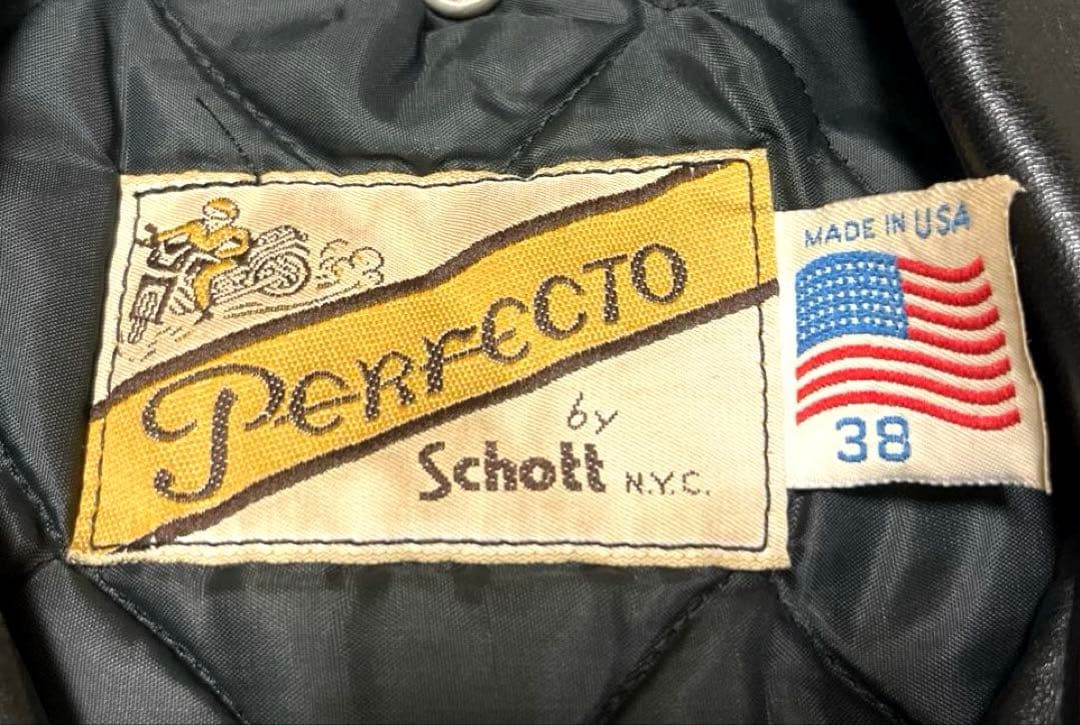 PERFECTO
by
Schott N.Y.C.
MADE IN USA
38